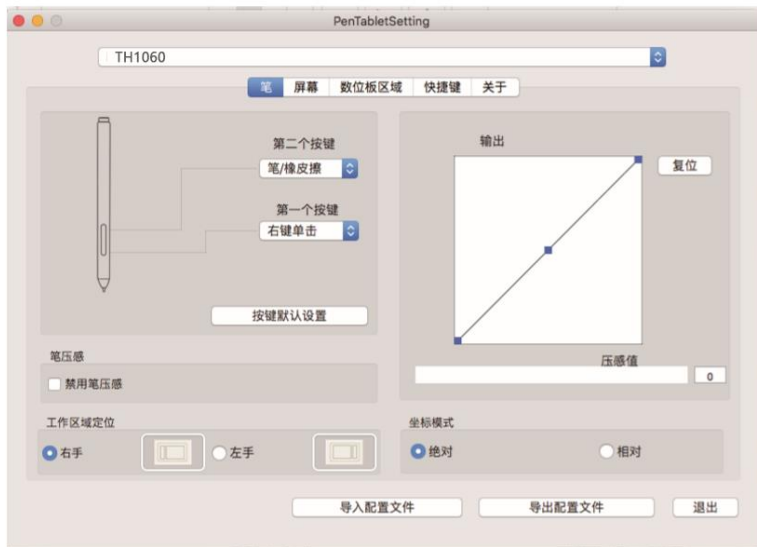 PenTabletSetting
TH1060
笔 屏幕 数位板区域 快捷键 关于
第二个按键
笔/橡皮擦
第一个按键
右键单击
按键默认设置
输出
复位
压感值
0
笔压感
禁用笔压感
工作区域定位
右手 左手
坐标模式
绝对 相对
导入配置文件 导出配置文件 退出